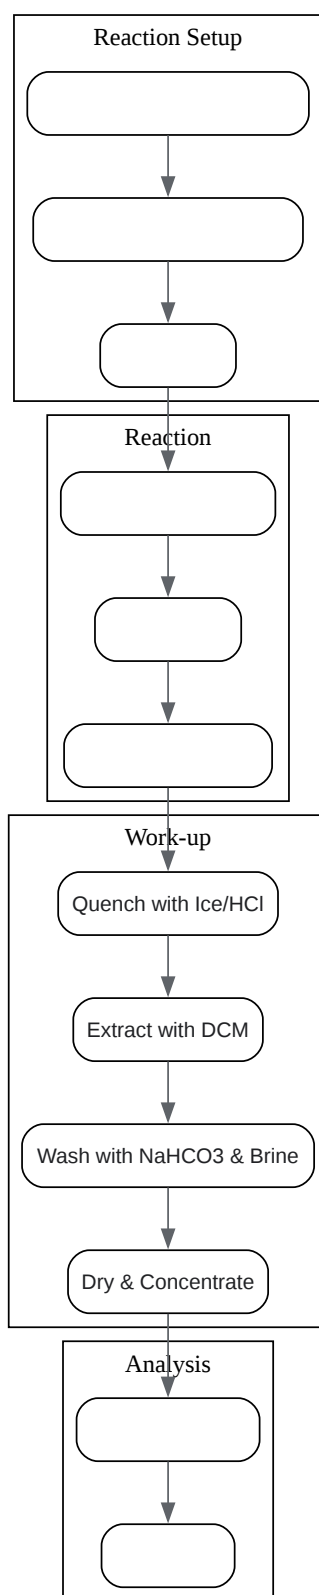 Reaction Setup
Reaction
Work-up
Quench with Ice/HCl
Extract with DCM
Wash with NaHCO3 & Brine
Dry & Concentrate
Analysis